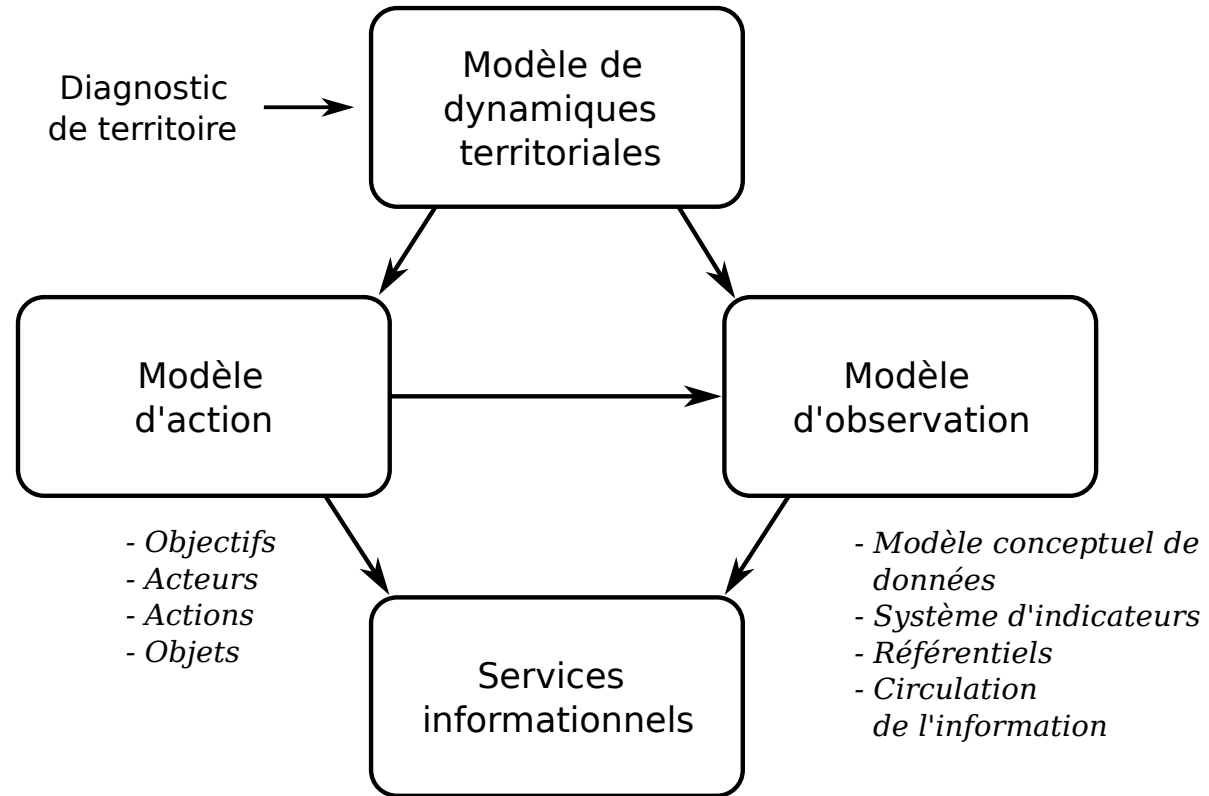 Diagnostic
de territoire
Modèle de
dynamiques
territoriales
Modèle
d'action
Modèle
d'observation
- Objectifs
- Acteurs
- Actions
- Objets
- Modèle conceptuel de
données
- Système d'indicateurs
- Référentiels
- Circulation
de l'information
Services
informationnels